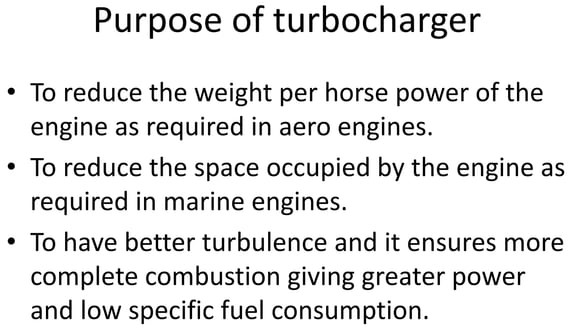 Purpose of turbocharger
• To reduce the weight per horse power of the
engine as required in aero engines.
• To reduce the space occupied by the engine as
required in marine engines.
• To have better turbulence and it ensures more
complete combustion giving greater power
and low specific fuel consumption.